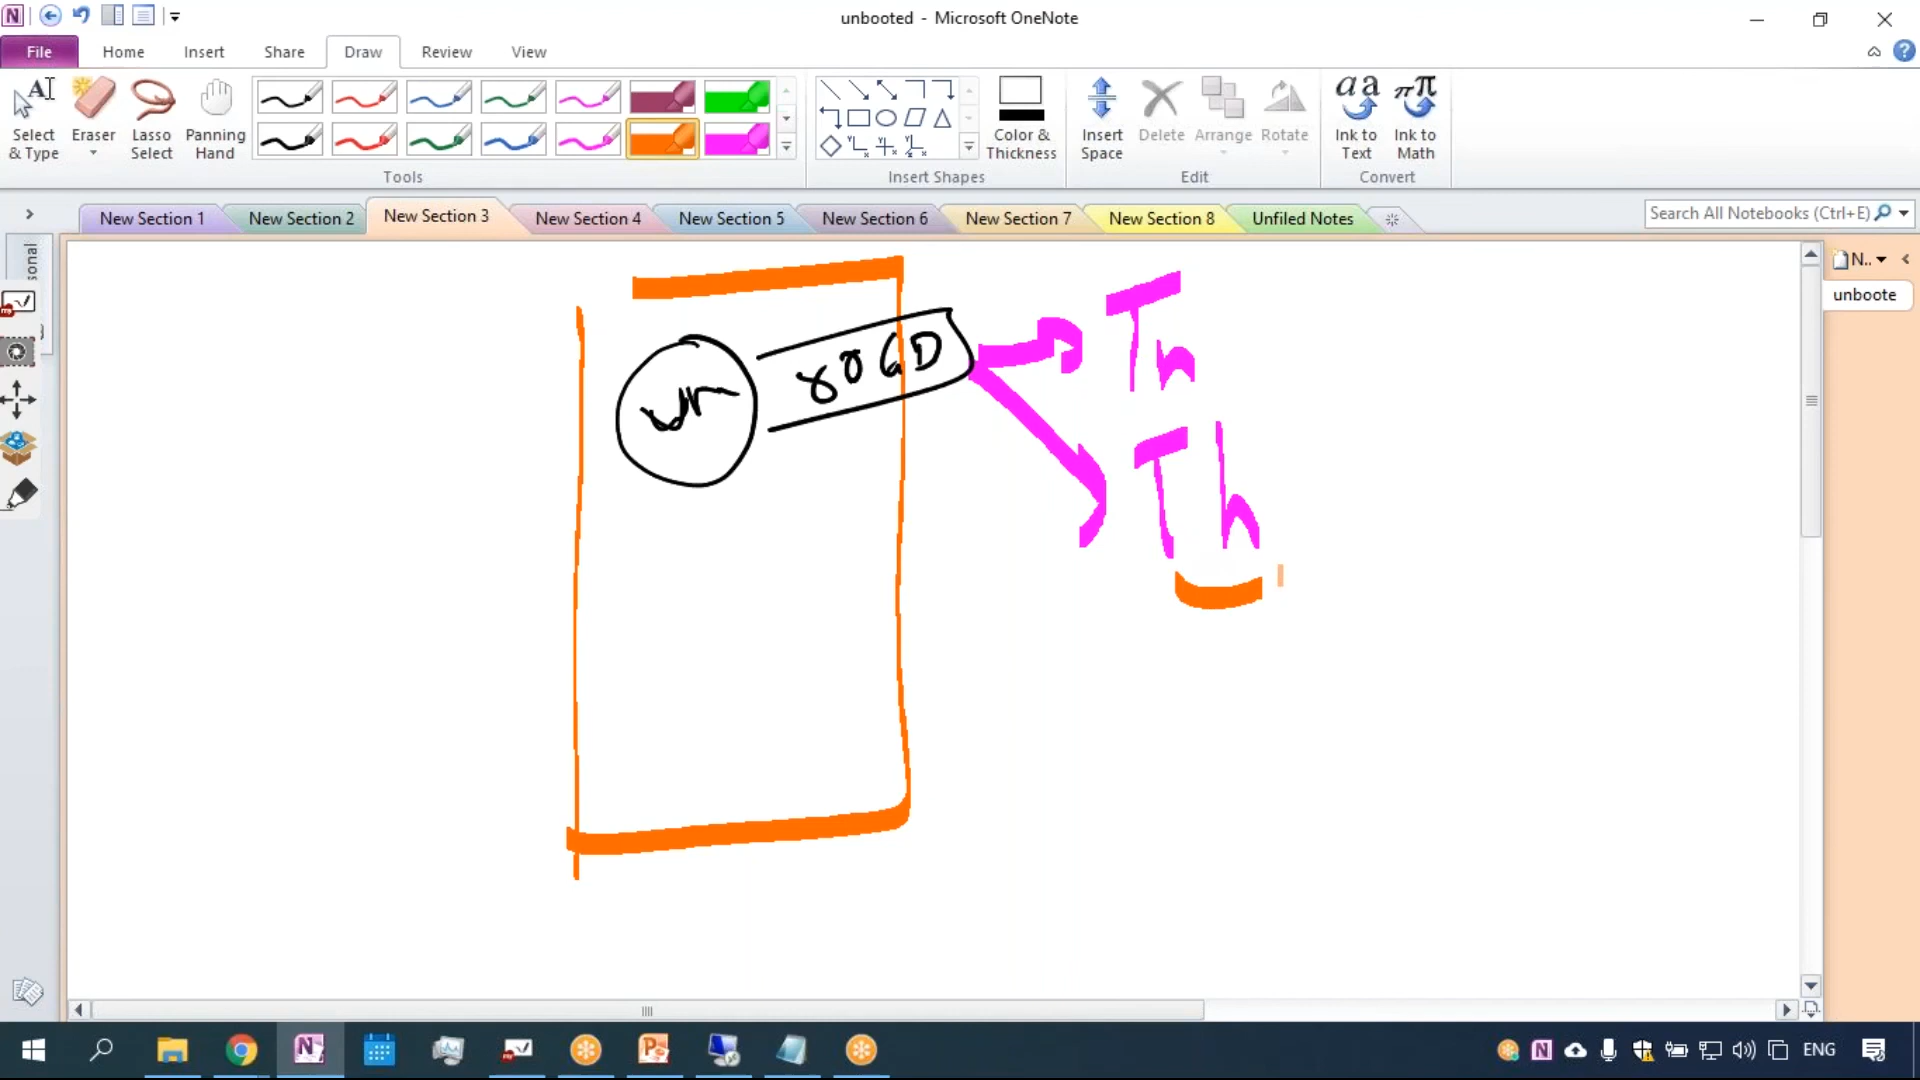 unbooted - Microsoft OneNote
File Home Insert Share Draw Review View
Select & Type
Eraser
Lasso Select
Panning Hand
Color & Thickness
Insert Space
Delete
Arrange
Rotate
Ink to Text
Ink to Math
Tools
Insert Shapes
Edit
Convert
New Section 1 New Section 2 New Section 3 New Section 4 New Section 5 New Section 6 New Section 7 New Section 8 Unfiled Notes
Search All Notebooks (Ctrl+E)
sonal
N..
unboote
80GD
Tn
Th
ENG